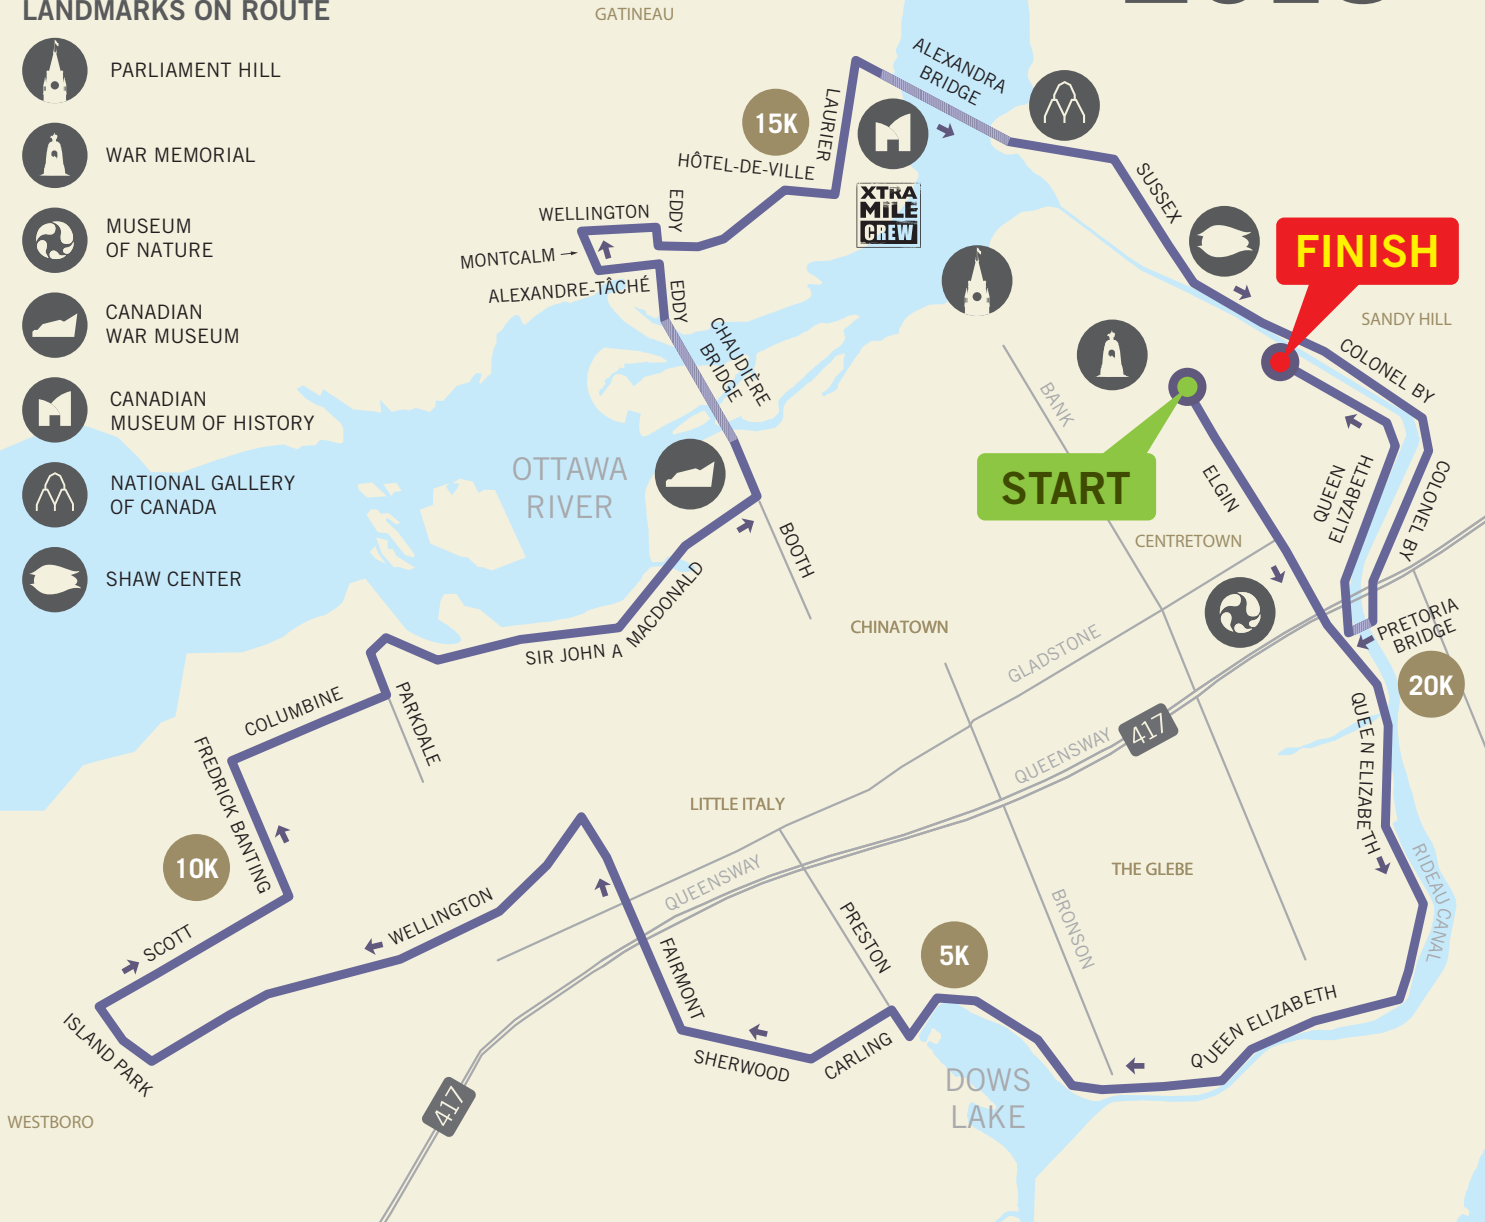 LANDMARKS ON ROUTE
PARLIAMENT HILL
WAR MEMORIAL
MUSEUM
OF NATURE
CANADIAN
WAR MUSEUM
CANADIAN
MUSEUM OF HISTORY
NATIONAL GALLERY
OF CANADA
SHAW CENTER
GATINEAU
ALEXANDRA
BRIDGE
LAURIER
15K
HÔTEL-DE-VILLE
XTRA
MILE
CREW
EDDY
WELLINGTON
MONTCALM
ALEXANDRE-TÂCHÉ
EDDY
CHAUDIÈRE
BRIDGE
SUSSEX
FINISH
SANDY HILL
COLONEL BY
BANK
START
ELGIN
QUEEN
ELIZABETH
COLONEL BY
OTTAWA
RIVER
BOOTH
CENTRETOWN
CHINATOWN
PRETORIA
BRIDGE
20K
SIR JOHN A MACDONALD
GLADSTONE
COLUMBINE
PARKDALE
FREDRICK BANTING
QUEENSWAY
417
QUEEN ELIZABETH
LITTLE ITALY
10K
THE GLEBE
RIDEAU CANAL
QUEENSWAY
WELLINGTON
SCOTT
PRESTON
BRONSON
5K
FAIRMONT
ISLAND PARK
SHERWOOD
CARLING
QUEEN ELIZABETH
DOWS
LAKE
417
WESTBORO